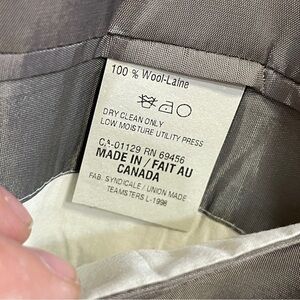 100 % Wool-Laine
DRY CLEAN ONLY
LOW MOISTURE UTILITY PRESS
CA-01129 RN 69456
MADE IN / FAIT AU
CANADA
FAB. SYNDICALE / UNION MADE
TEAMSTERS L-1998